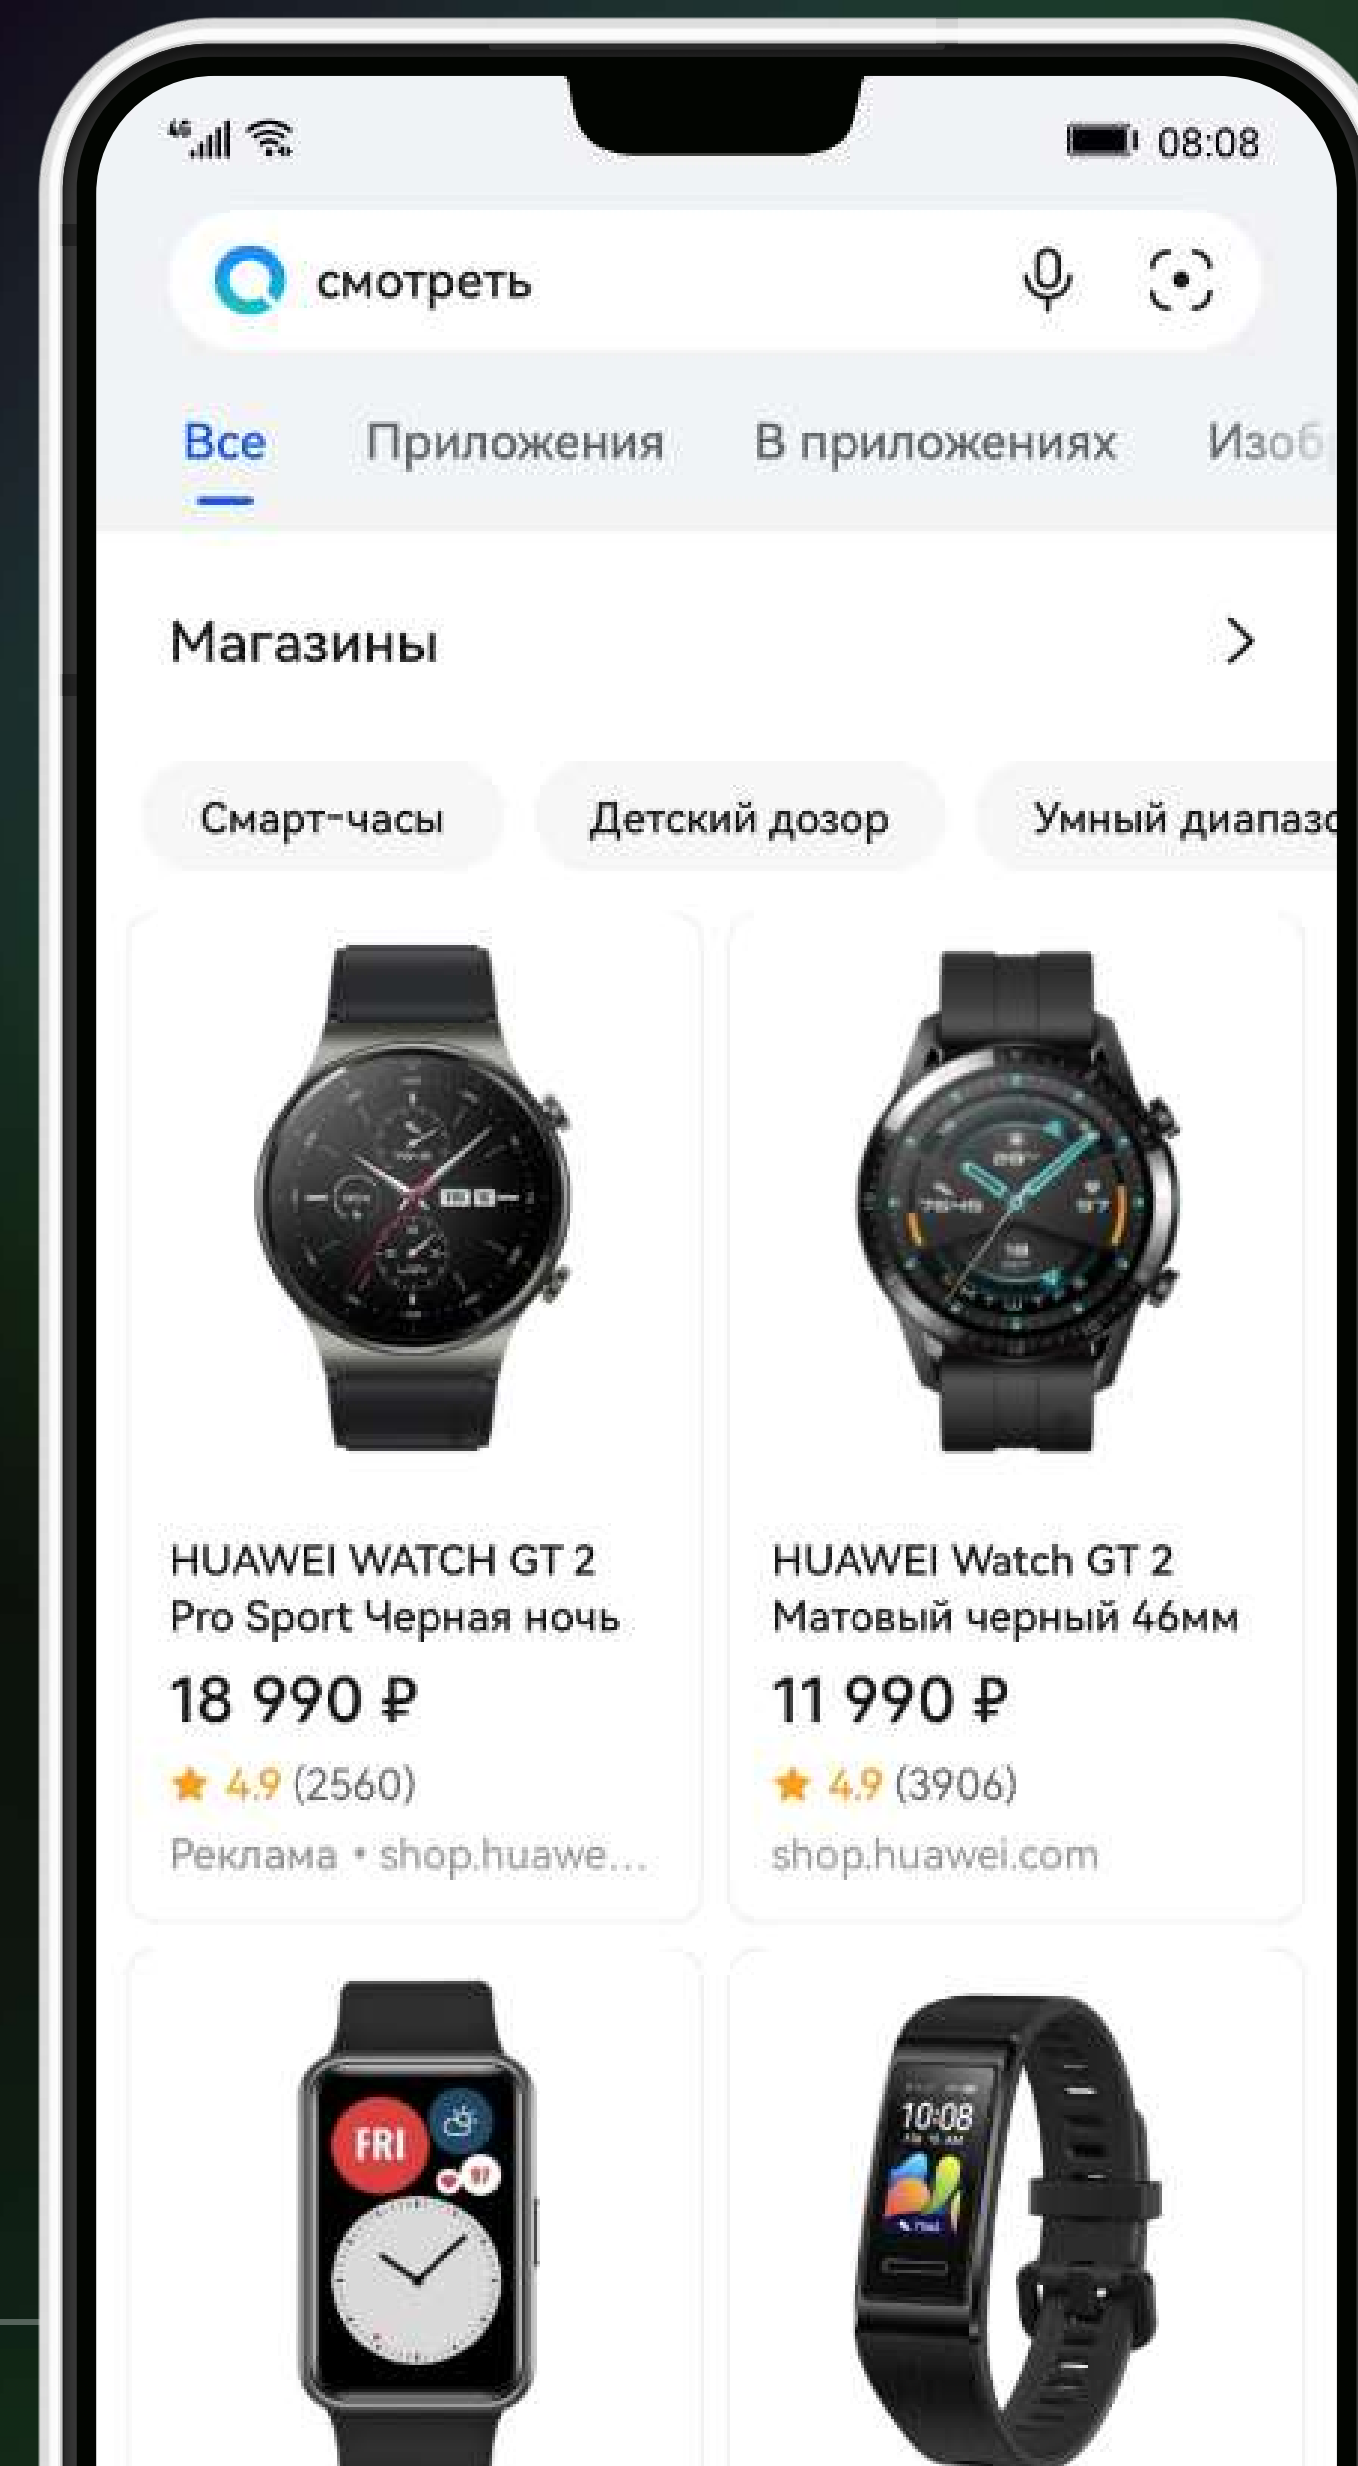 4G 08:08
смотреть
Все Приложения В приложениях Изоб
Магазины
Смарт-часы Детский дозор Умный диапазо
HUAWEI WATCH GT 2
Pro Sport Черная ночь
18 990 ₽
4.9 (2560)
Реклама • shop.huawe...
HUAWEI Watch GT 2
Матовый черный 46мм
11 990 ₽
4.9 (3906)
shop.huawei.com
FRI
10:08